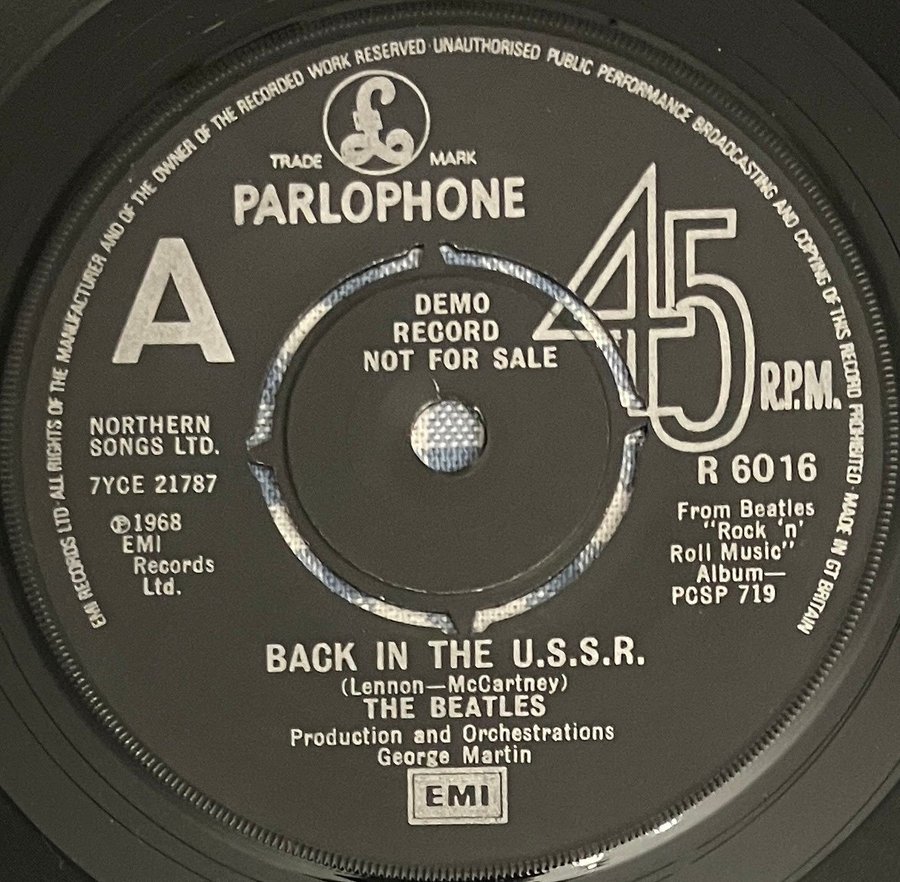 EMI RECORDS LTD·ALL RIGHTS OF THE MANUFACTURER AND OF THE OWNER OF THE RECORDED WORK RESERVED·UNAUTHORISED PUBLIC PERFORMANCE BROADCASTING AND COPYING OF THIS RECORD PROHIBITED·MADE IN GT BRITAIN
£
TRADE MARK
PARLOPHONE
A
45
R.P.M.
DEMO
RECORD
NOT FOR SALE
NORTHERN
SONGS LTD.
7YCE 21787
℗1968
EMI
Records
Ltd.
R 6016
From Beatles
"Rock 'n'
Roll Music"
Album—
PCSP 719
BACK IN THE U.S.S.R.
(Lennon—McCartney)
THE BEATLES
Production and Orchestrations
George Martin
EMI